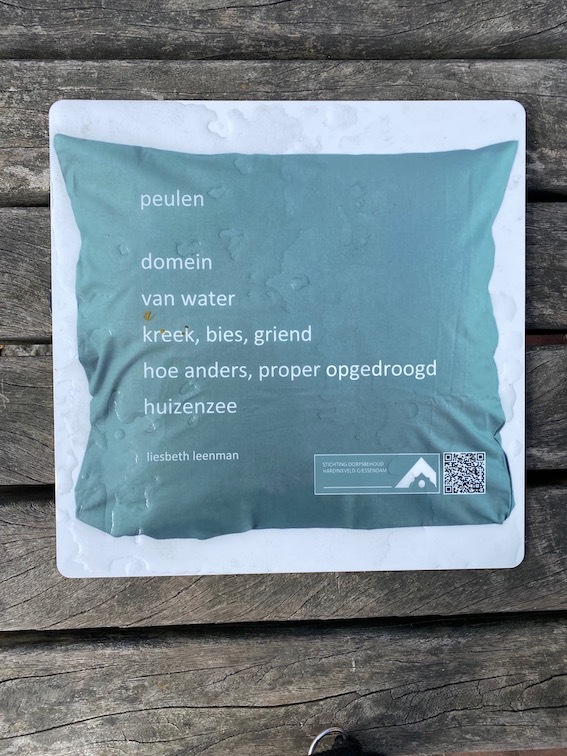 peulen
domein
van water
kreek, bies, griend
hoe anders, proper opgedroogd
huizenzee
liesbeth leenman
STICHTING DORPSBEHOUD
HARDINXVELD-GIESSENDAM